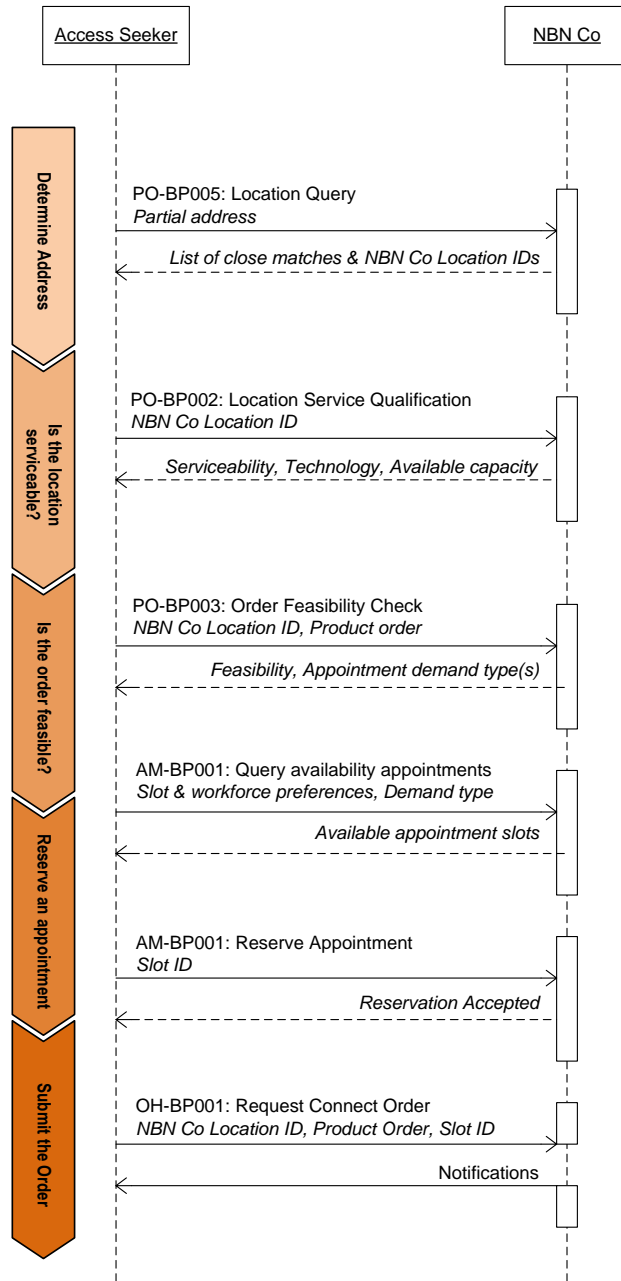 Access Seeker
NBN Co
Determine Address
PO-BP005: Location Query
Partial address
List of close matches & NBN Co Location IDs
Is the location
serviceable?
PO-BP002: Location Service Qualification
NBN Co Location ID
Serviceability, Technology, Available capacity
Is the order feasible?
PO-BP003: Order Feasibility Check
NBN Co Location ID, Product order
Feasibility, Appointment demand type(s)
AM-BP001: Query availability appointments
Slot & workforce preferences, Demand type
Available appointment slots
Reserve an appointment
AM-BP001: Reserve Appointment
Slot ID
Reservation Accepted
Submit the Order
OH-BP001: Request Connect Order
NBN Co Location ID, Product Order, Slot ID
Notifications